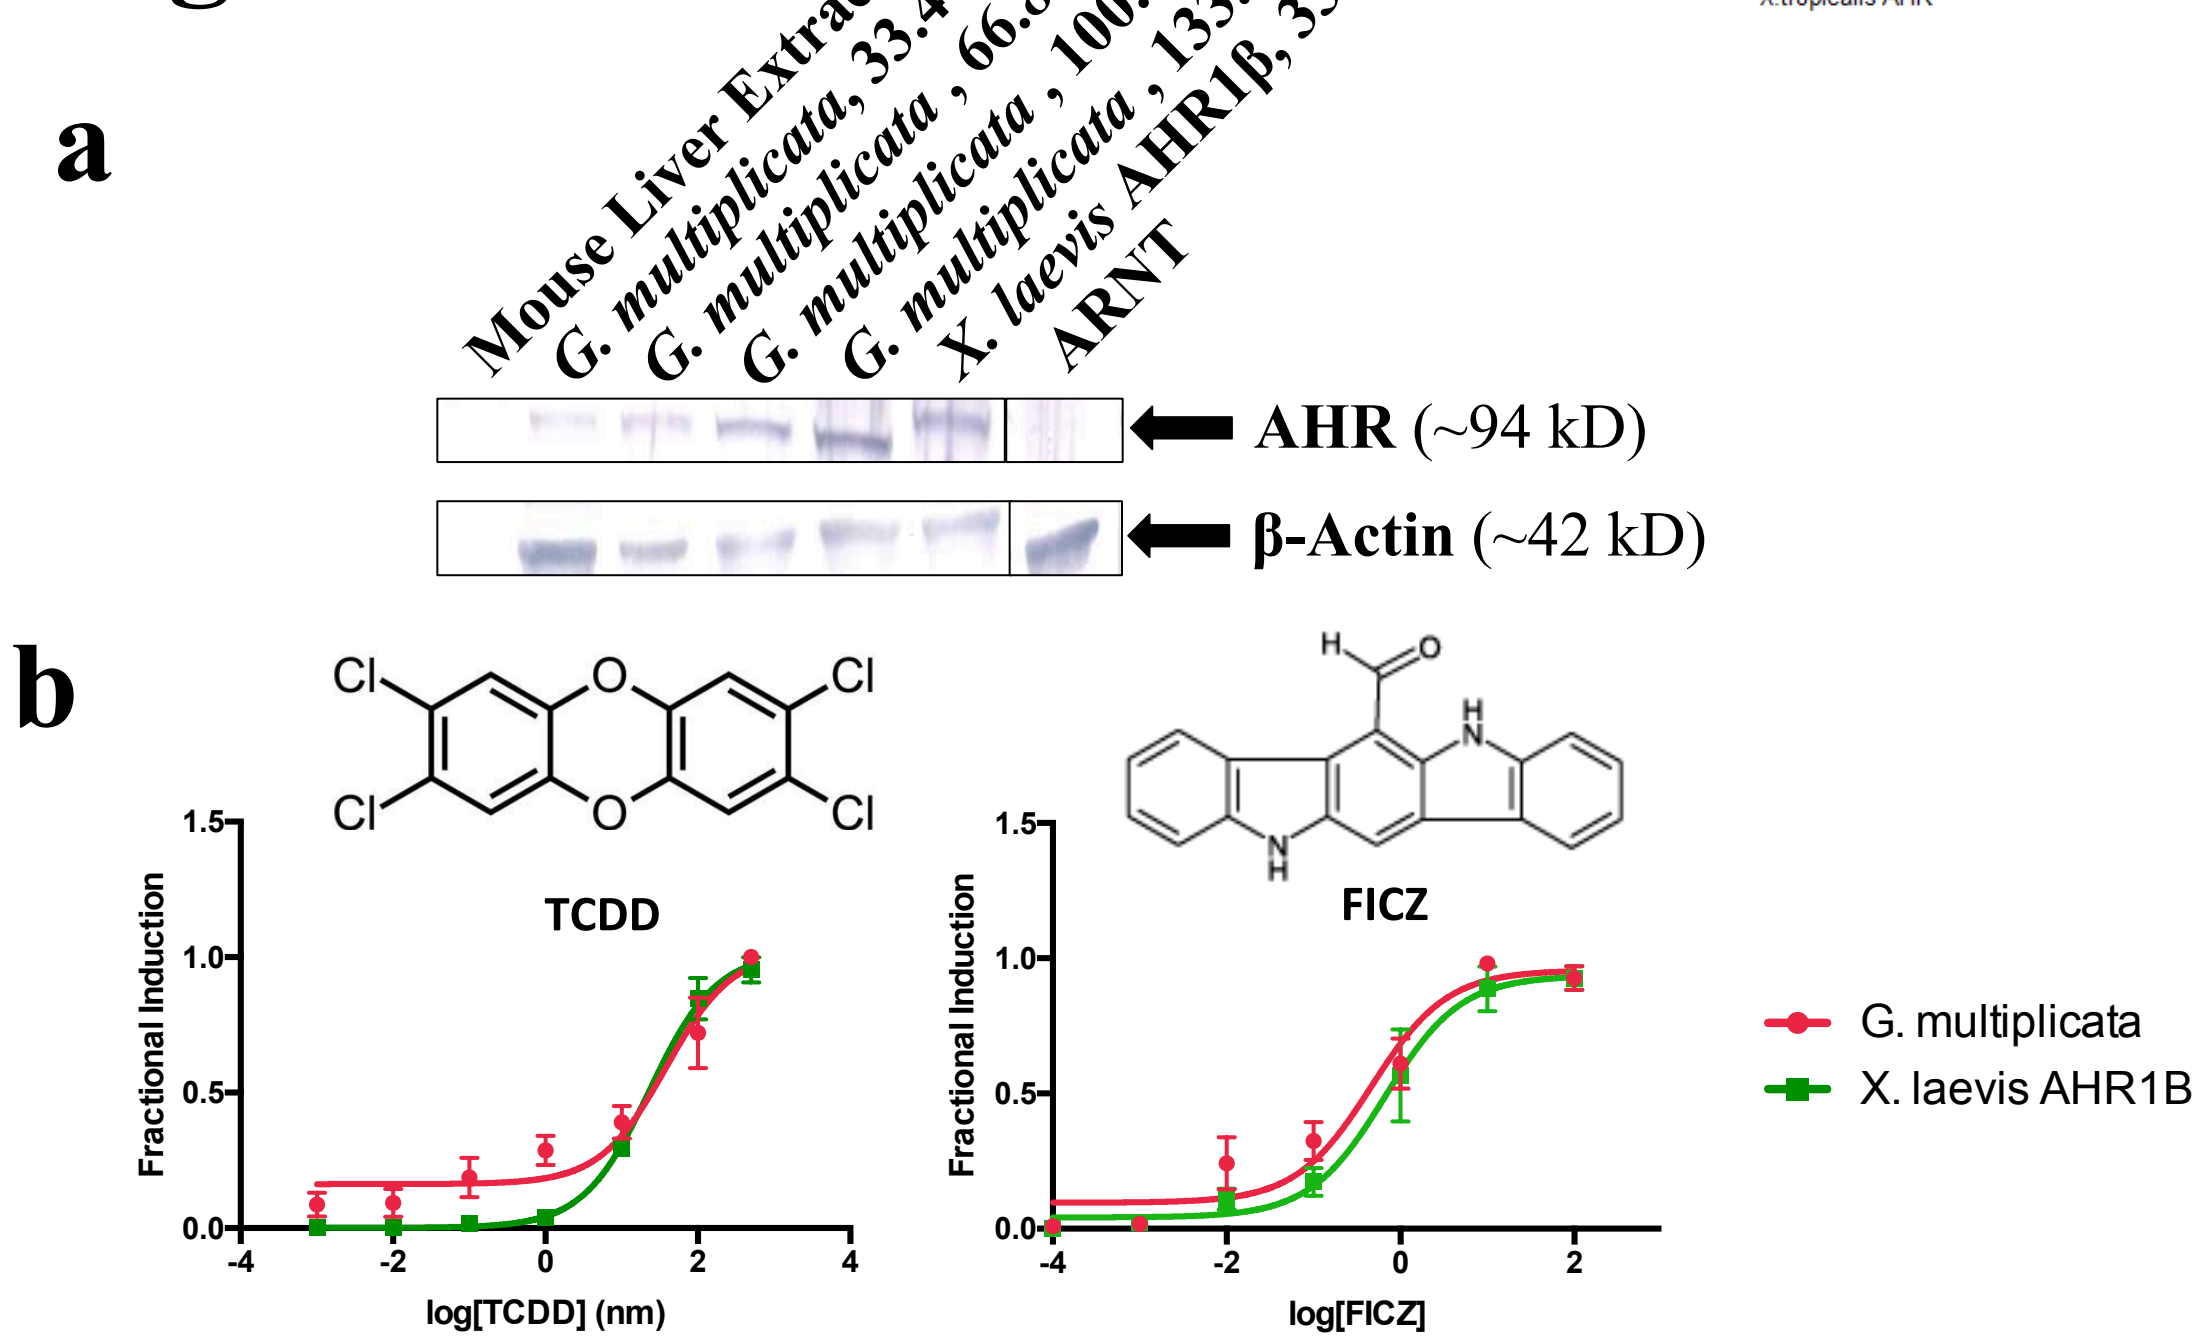 X.tropicalis AHR
a
Mouse Liver
G. multiplicata, 33.4
G. multiplicata , 66.8
G. multiplicata , 100.
G. multiplicata , 133.
X. laevis AHR1β,
ARNT
AHR (~94 kD)
β-Actin (~42 kD)
b
Cl O Cl
Cl O Cl
H O
H
N
N
H
TCDD
FICZ
1.5
1.0
0.5
0.0
-4 -2 0 2 4
Fractional Induction
log[TCDD] (nm)
1.5
1.0
0.5
0.0
-4 -2 0 2
Fractional Induction
log[FICZ]
G. multiplicata
X. laevis AHR1B